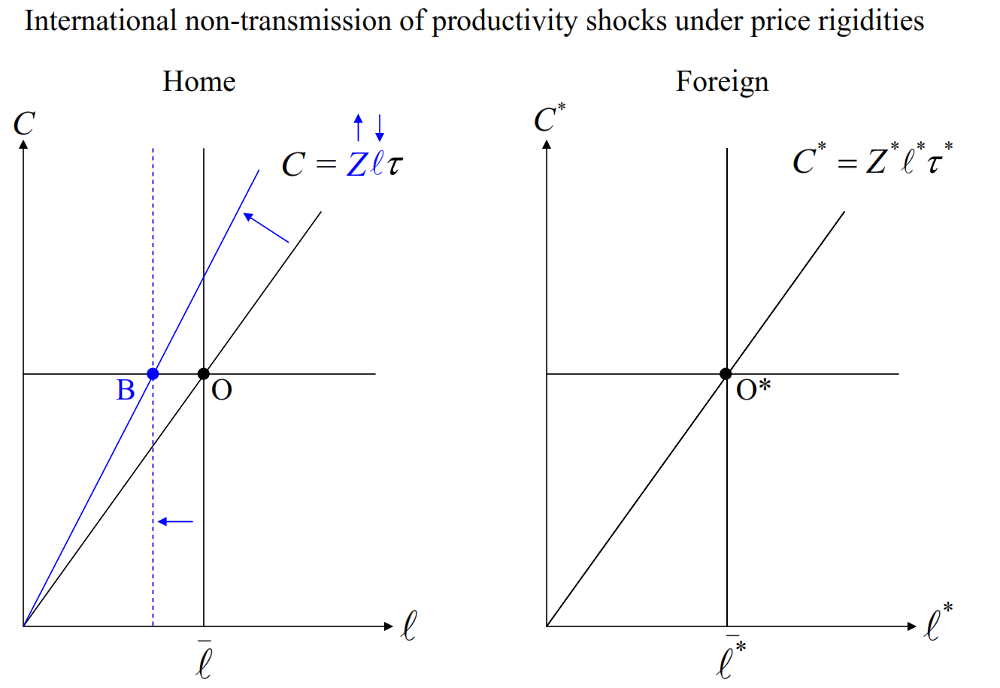 International non-transmission of productivity shocks under price rigidities
Home
C
C = Zℓτ
B
O
ℓ
ℓ̅
Foreign
C*
C* = Z*ℓ*τ*
O*
ℓ*
ℓ̅*